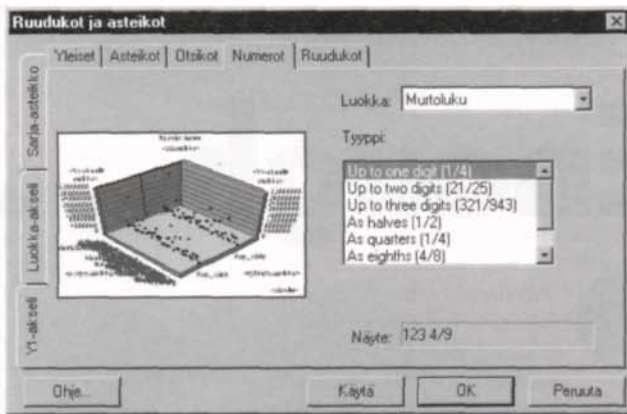 Ruudukot ja asteikot
Yleiset
Asteikot
Otsikot
Numerot
Ruudukot
Sarja-asteikko
Luokka-akseli
Y1-akseli
Luokka: Murtoluku
Tyyppi:
Up to one digit (1/4)
Up to two digits (21/25)
Up to three digits (321/943)
As halves (1/2)
As quarters (1/4)
As eighths (4/8)
Näyte: 123 4/9
Ohje...
Käytä
OK
Peruuta